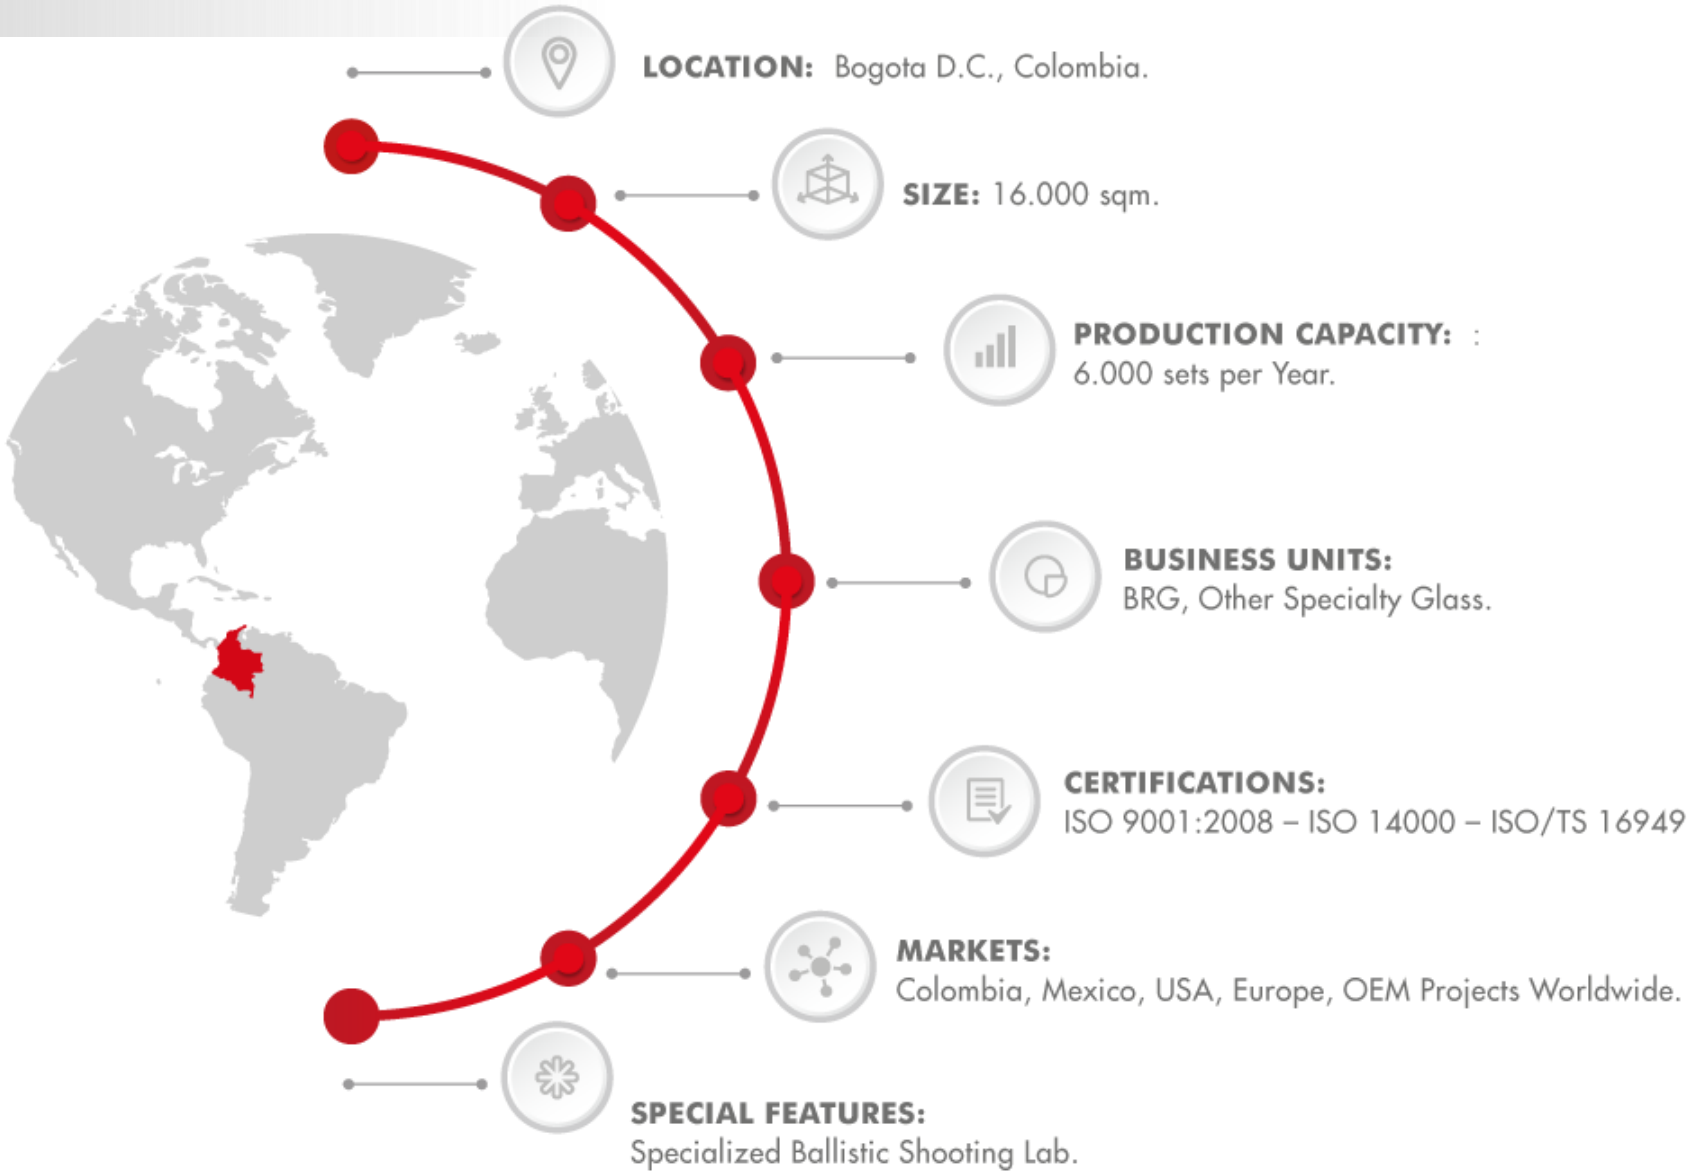 LOCATION: Bogota D.C., Colombia.
SIZE: 16.000 sqm.
PRODUCTION CAPACITY: :
6.000 sets per Year.
BUSINESS UNITS:
BRG, Other Specialty Glass.
CERTIFICATIONS:
ISO 9001:2008 – ISO 14000 – ISO/TS 16949
MARKETS:
Colombia, Mexico, USA, Europe, OEM Projects Worldwide.
SPECIAL FEATURES:
Specialized Ballistic Shooting Lab.